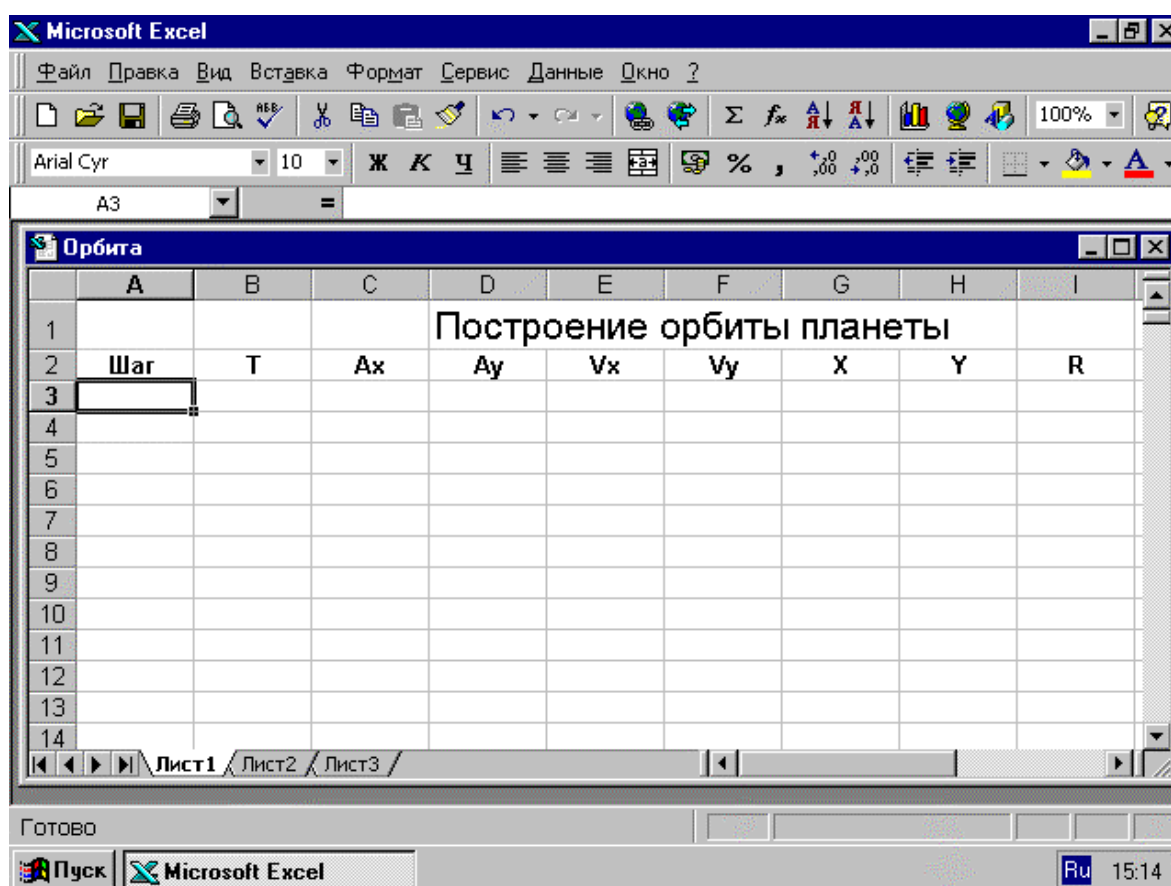 Microsoft Excel
Файл Правка Вид Вставка Формат Сервис Данные Окно ?
100%
Arial Cyr 10 Ж К Ч
A3 =
Орбита
A B C D E F G H I
1 Построение орбиты планеты
2 Шаг T Ax Ay Vx Vy X Y R
3
4
5
6
7
8
9
10
11
12
13
14
Лист1 Лист2 Лист3
Готово
Пуск Microsoft Excel Ru 15:14